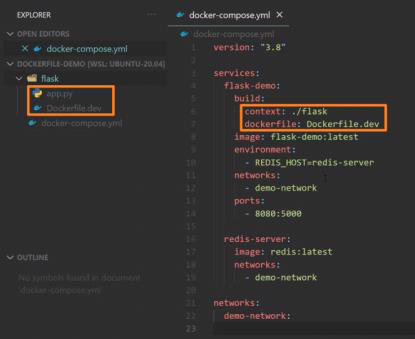 EXPLORER
OPEN EDITORS
docker-compose.yml
DOCKERFILE-DEMO [WSL: UBUNTU-20.04]
flask
app.py
Dockerfile.dev
docker-compose.yml
OUTLINE
No symbols found in document
'docker-compose.yml'
docker-compose.yml
docker-compose.yml
1 version: "3.8"
2
3 services:
4 flask-demo:
5 build:
6 context: ./flask
7 dockerfile: Dockerfile.dev
8 image: flask-demo:latest
9 environment:
10 - REDIS_HOST=redis-server
11 networks:
12 - demo-network
13 ports:
14 - 8080:5000
15
16 redis-server:
17 image: redis:latest
18 networks:
19 - demo-network
20
21 networks:
22 demo-network:
23